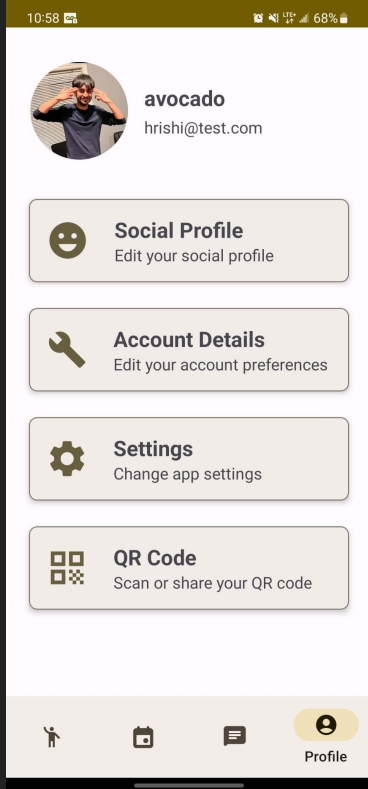 10:58
LTE+
68%
avocado
hrishi@test.com
Social Profile
Edit your social profile
Account Details
Edit your account preferences
Settings
Change app settings
QR Code
Scan or share your QR code
Profile